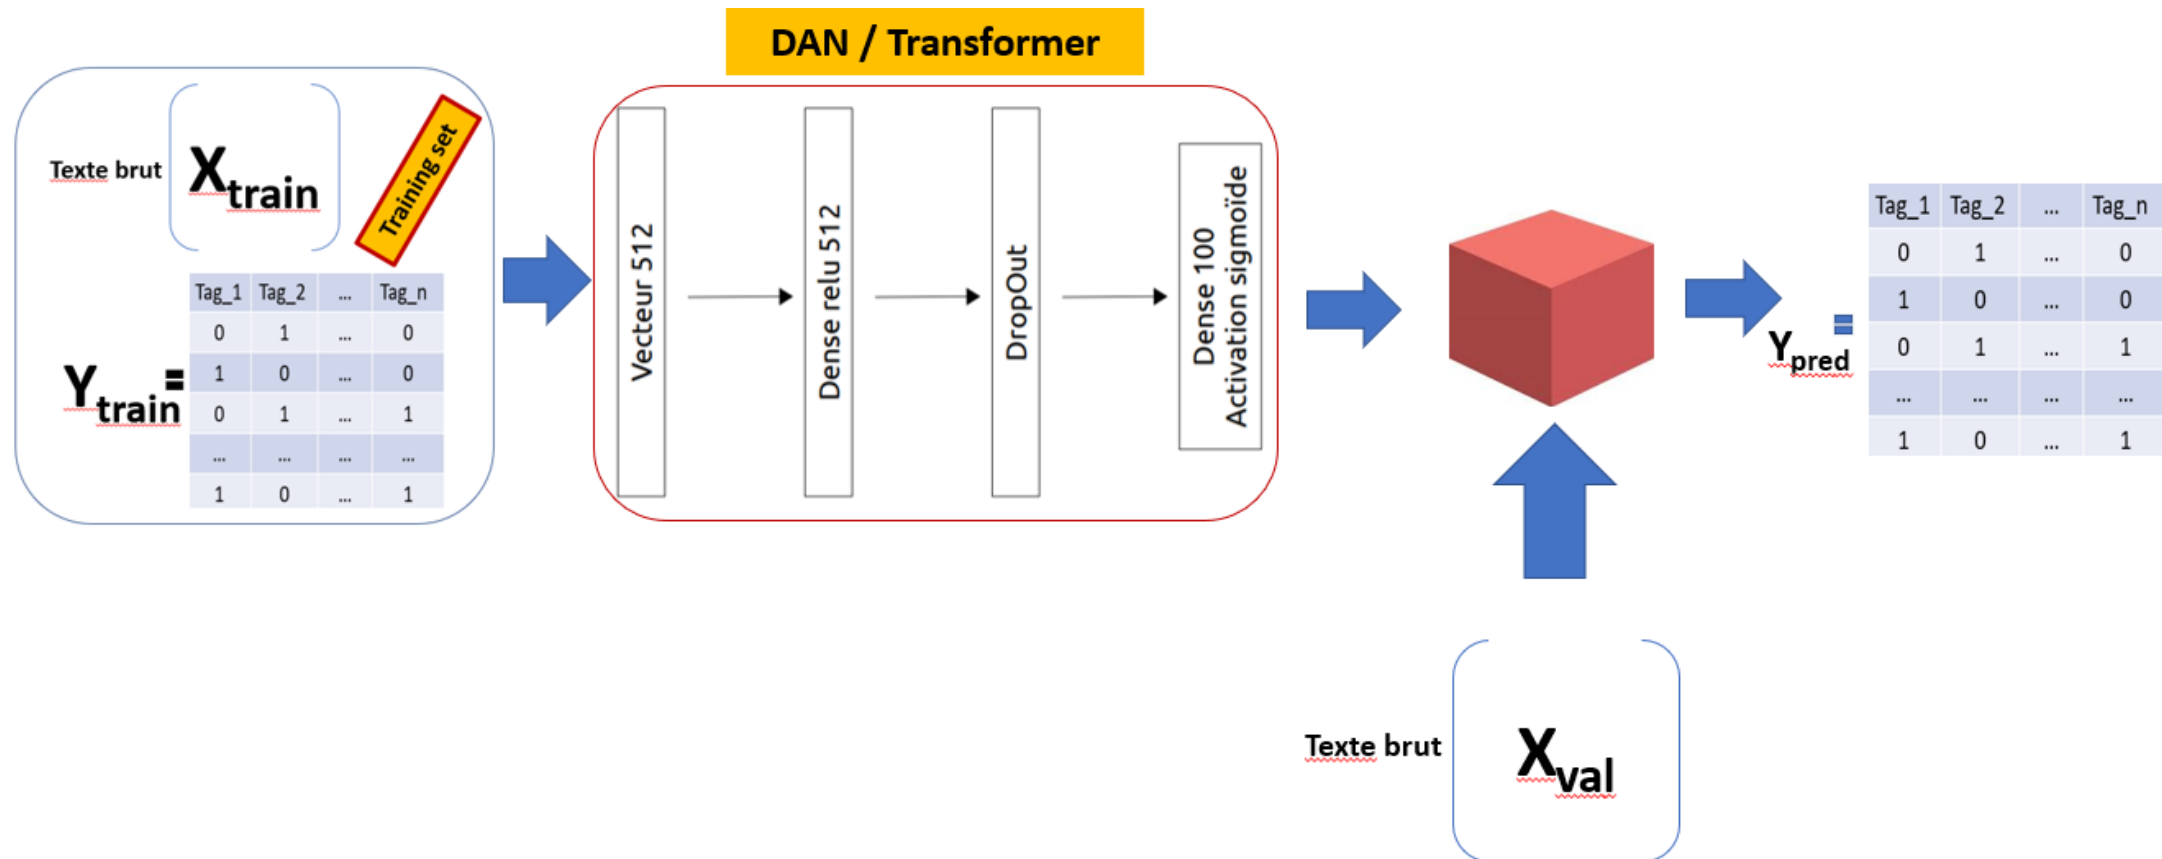 DAN / Transformer
Texte brut
Xtrain
Training set
Ytrain=
Tag_1 Tag_2 ... Tag_n
0 1 ... 0
1 0 ... 0
0 1 ... 1
... ... ... ...
1 0 ... 1
Vecteur 512
Dense relu 512
DropOut
Dense 100
Activation sigmoïde
Ypred=
Tag_1 Tag_2 ... Tag_n
0 1 ... 0
1 0 ... 0
0 1 ... 1
... ... ... ...
1 0 ... 1
Texte brut
Xval